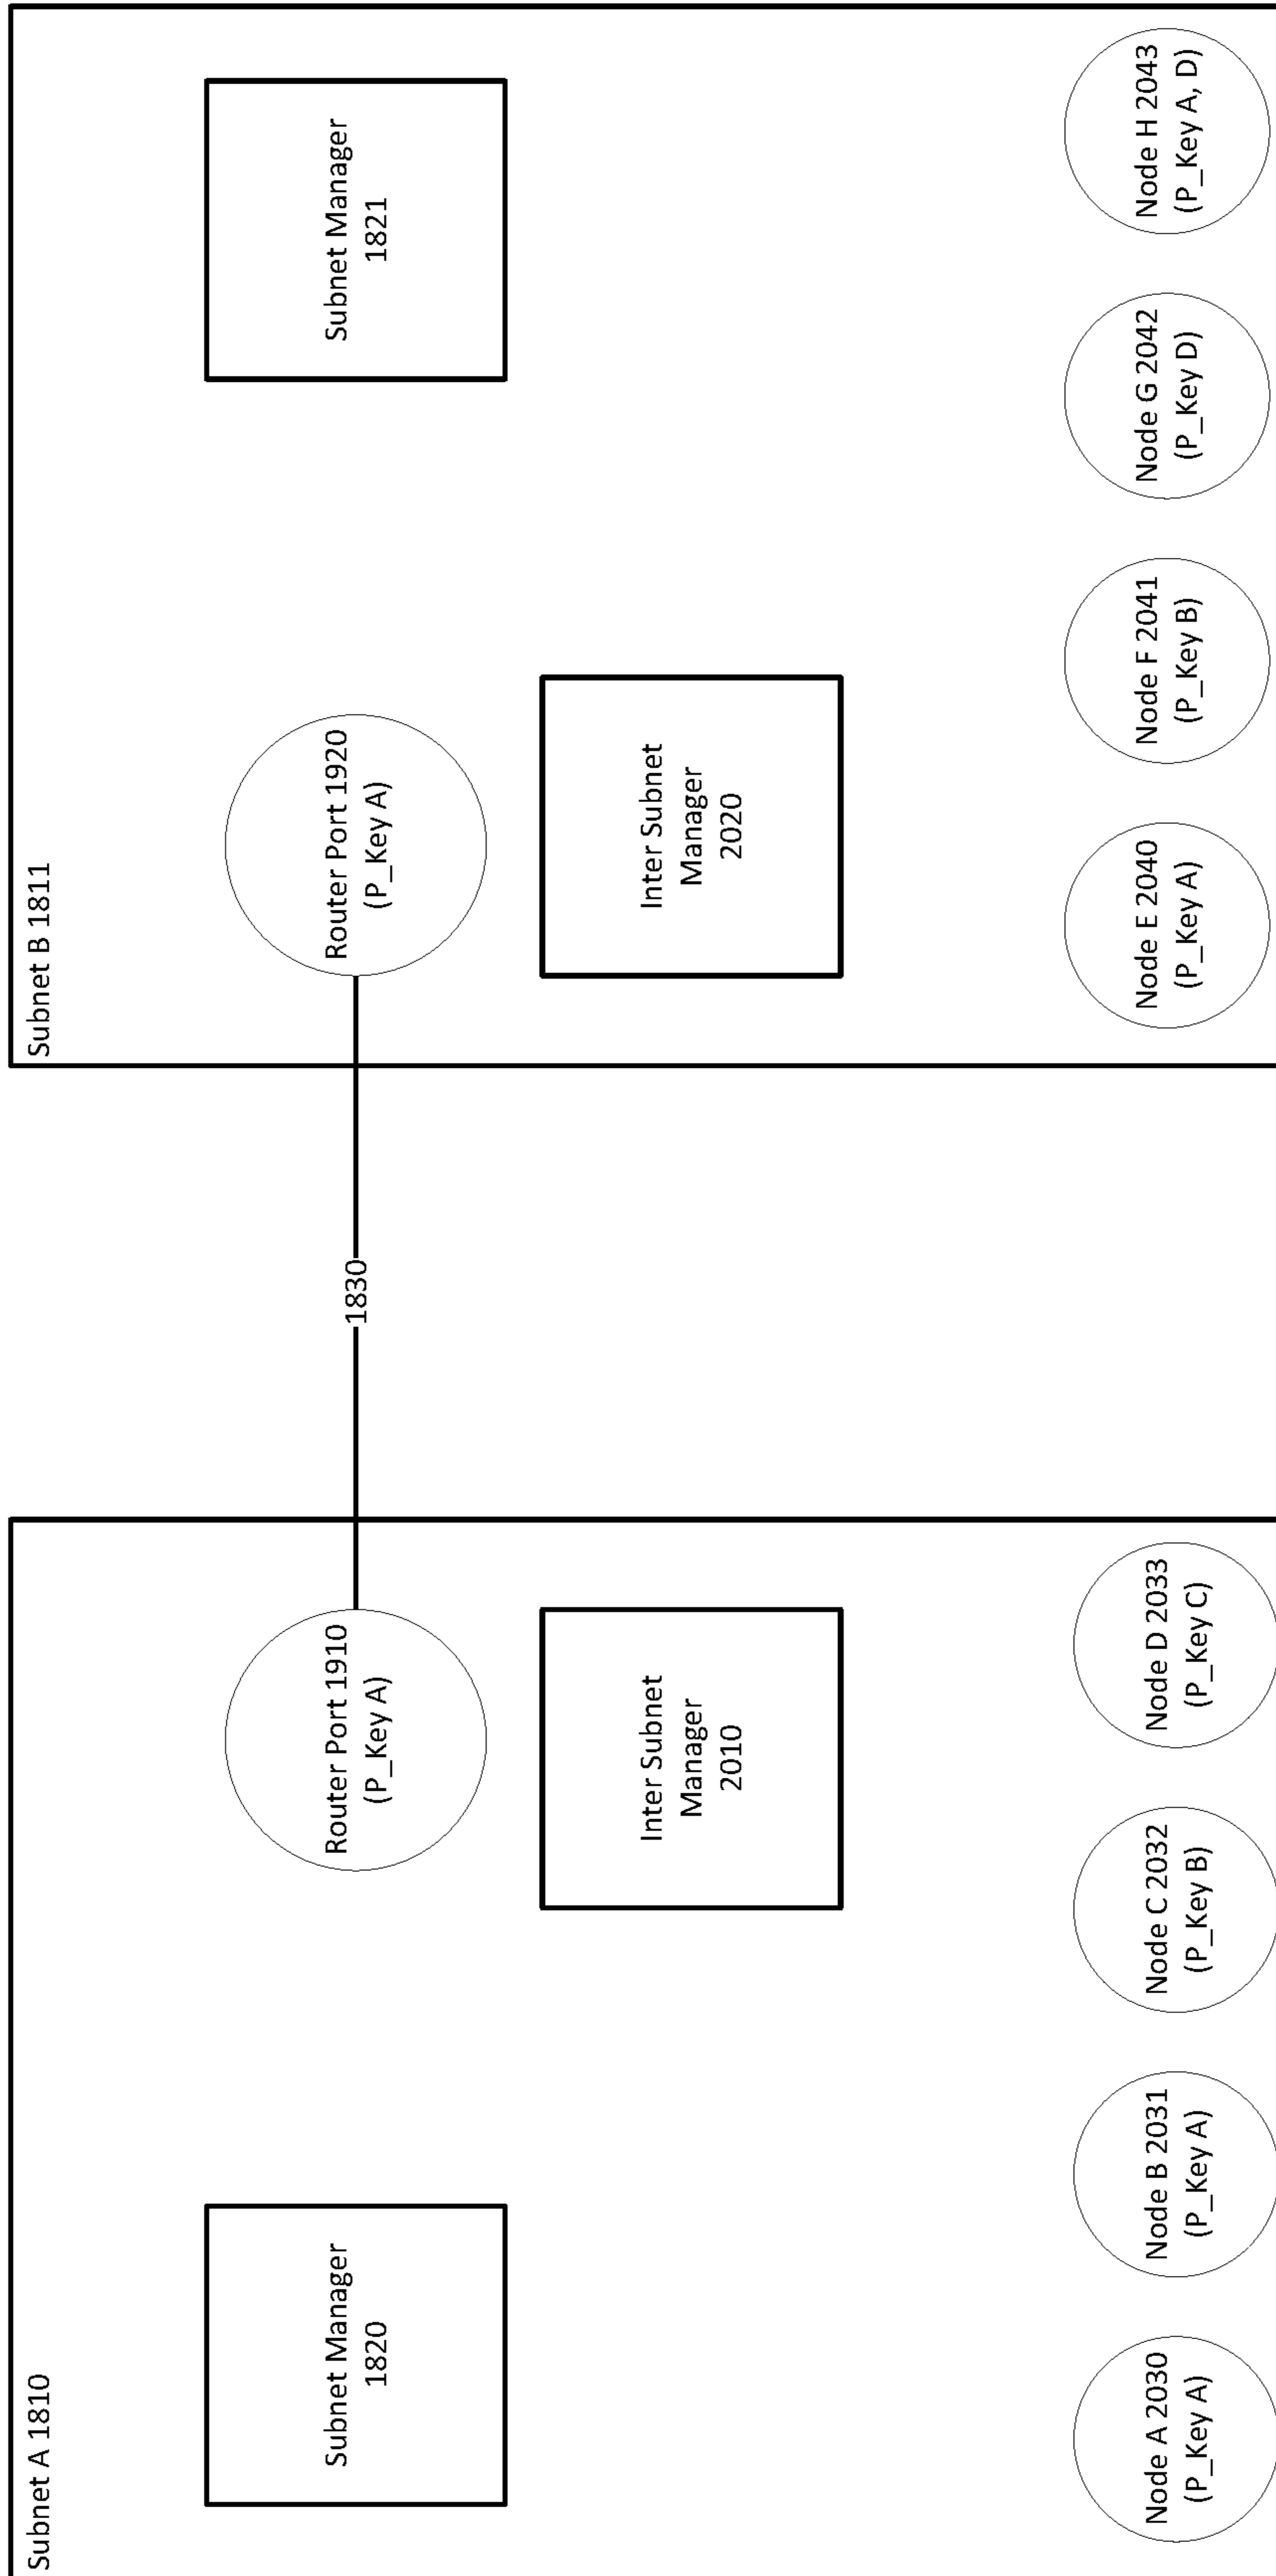 Subnet A 1810
Subnet Manager
1820
Router Port 1910
(P_Key A)
Inter Subnet
Manager
2010
Node A 2030
(P_Key A)
Node B 2031
(P_Key A)
Node C 2032
(P_Key B)
Node D 2033
(P_Key C)
1830
Subnet B 1811
Router Port 1920
(P_Key A)
Subnet Manager
1821
Inter Subnet
Manager
2020
Node E 2040
(P_Key A)
Node F 2041
(P_Key B)
Node G 2042
(P_Key D)
Node H 2043
(P_Key A, D)